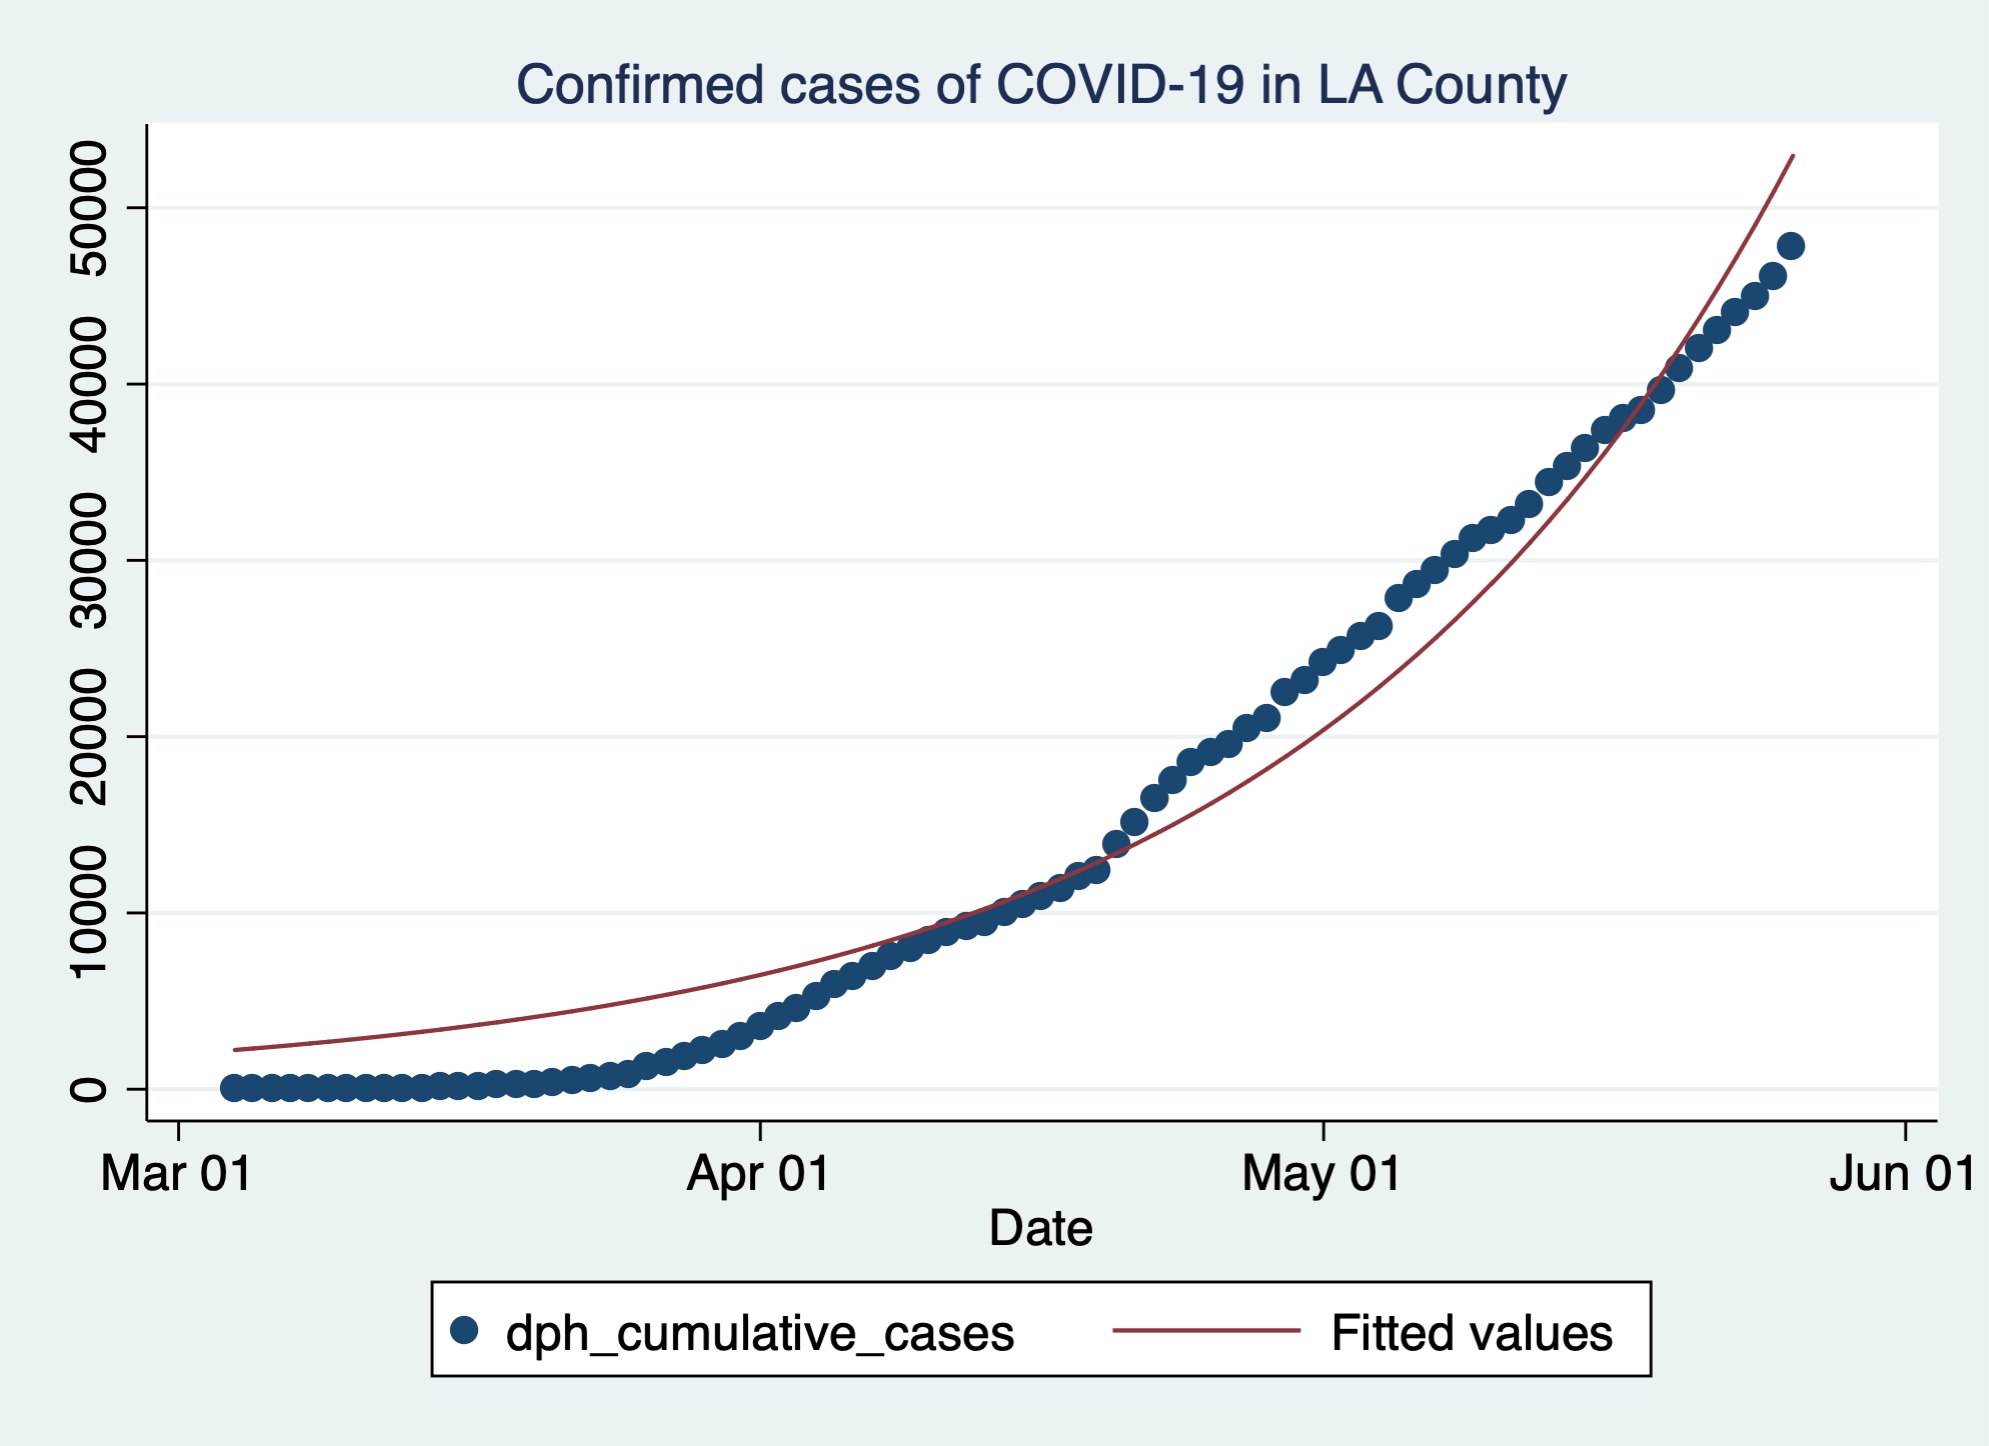 Confirmed cases of COVID-19 in LA County
50000
40000
30000
20000
10000
0
Mar 01 Apr 01 May 01 Jun 01
Date
dph_cumulative_cases Fitted values